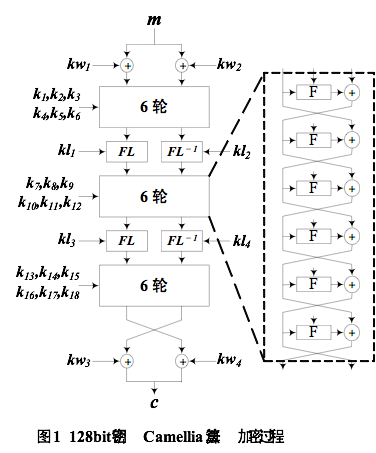 m
kw1 kw2
k1,k2,k3
k4,k5,k6
6 轮
kl1 FL FL⁻¹ kl2
k7,k8,k9
k10,k11,k12
6 轮
kl3 FL FL⁻¹ kl4
k13,k14,k15
k16,k17,k18
6 轮
kw3 kw4
c
F
F
F
F
F
F
图1 128bit Camellia 加密过程